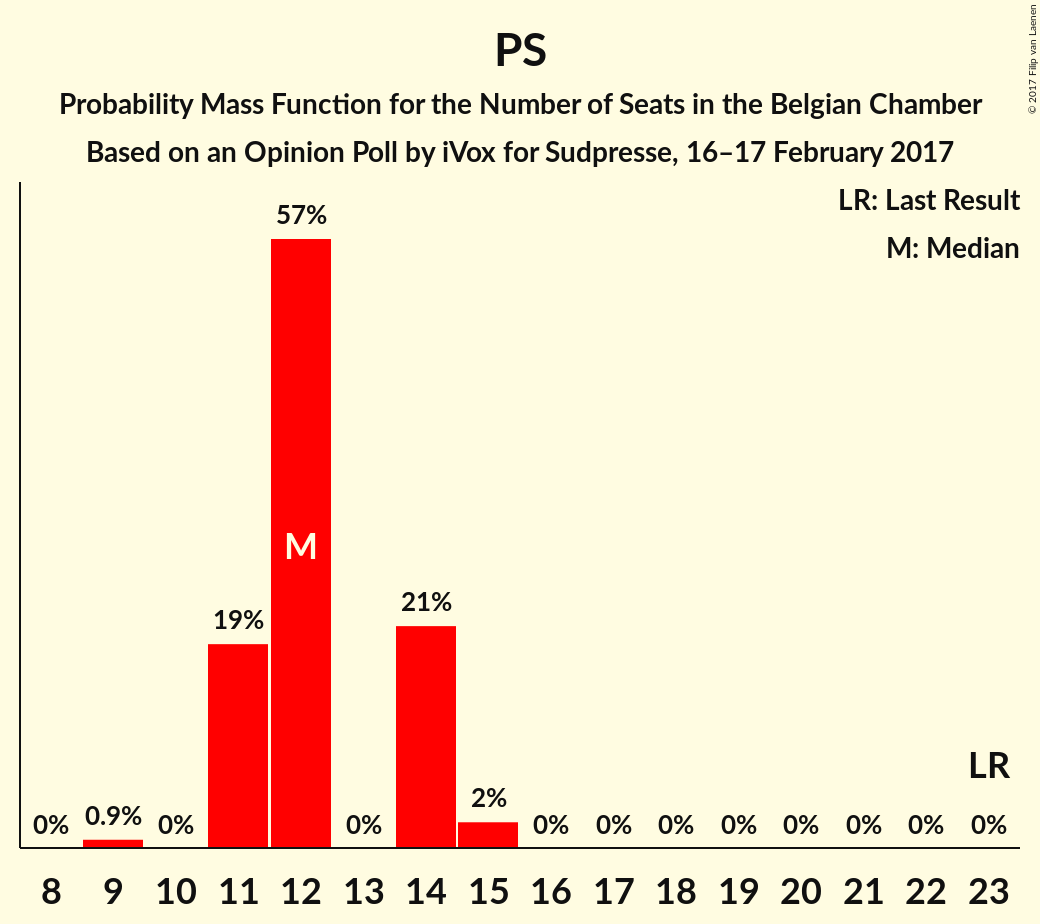 PS
Probability Mass Function for the Number of Seats in the Belgian Chamber
Based on an Opinion Poll by iVox for Sudpresse, 16–17 February 2017
© 2017 Filip van Laenen
LR: Last Result
M: Median
57%
M
21%
19%
LR
2%
0.9%
0% 0% 0% 0% 0% 0% 0% 0% 0% 0% 0%
8 9 10 11 12 13 14 15 16 17 18 19 20 21 22 23